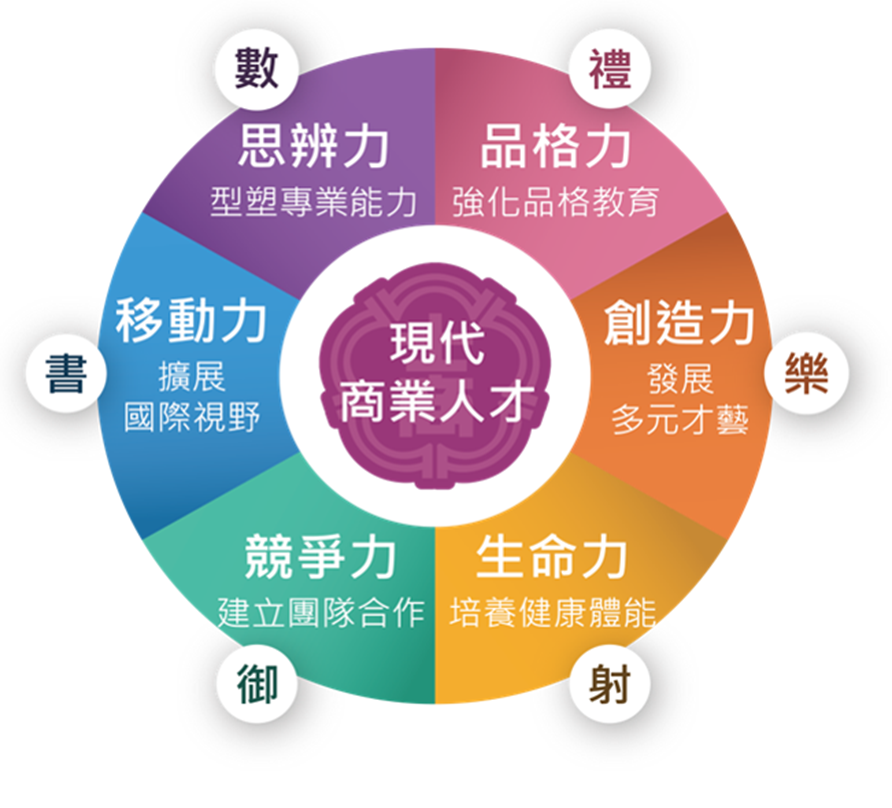 數
思辨力
型塑專業能力
禮
品格力
強化品格教育
樂
創造力
發展
多元才藝
射
生命力
培養健康體能
御
競爭力
建立團隊合作
書
移動力
擴展
國際視野
現代
商業人才
商